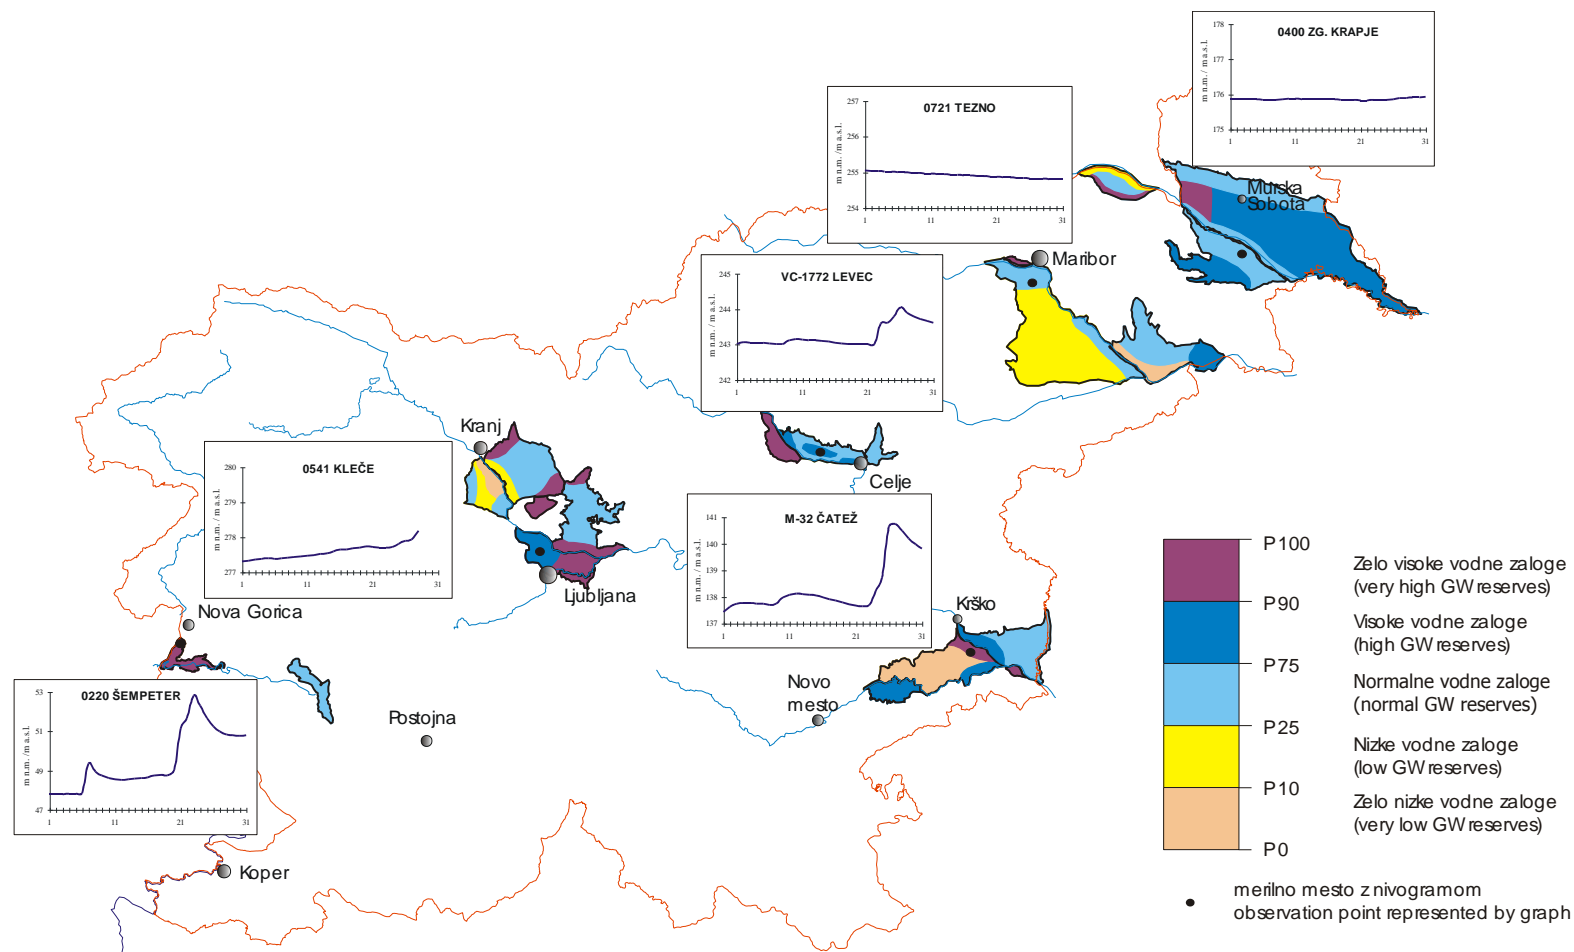 0400 ZG. KRAPJE
m n.m. / m a.s.l.
178
177
176
175
1
11
21
31
0721 TEZNO
m n.m. /m a.s.l.
257
256
255
254
1
11
21
31
Murska
Sobota
Maribor
VC-1772 LEVEC
m n.m. / m a.s.l.
245
244
243
242
1
11
21
31
Kranj
Celje
0541 KLEČE
m n.m. / m a.s.l.
280
279
278
277
1
11
21
31
Ljubljana
M-32 ČATEŽ
m n.m. / m a.s.l.
141
140
139
138
137
1
11
21
31
Nova Gorica
Krško
Novo
mesto
Postojna
0220 ŠEMPETER
m n.m. /m a.s.l.
53
51
49
47
1
11
21
31
Koper
P100
Zelo visoke vodne zaloge
(very high GW reserves)
P90
Visoke vodne zaloge
(high GW reserves)
P75
Normalne vodne zaloge
(normal GW reserves)
P25
Nizke vodne zaloge
(low GW reserves)
P10
Zelo nizke vodne zaloge
(very low GW reserves)
P0
merilno mesto z nivogramom
observation point represented by graph